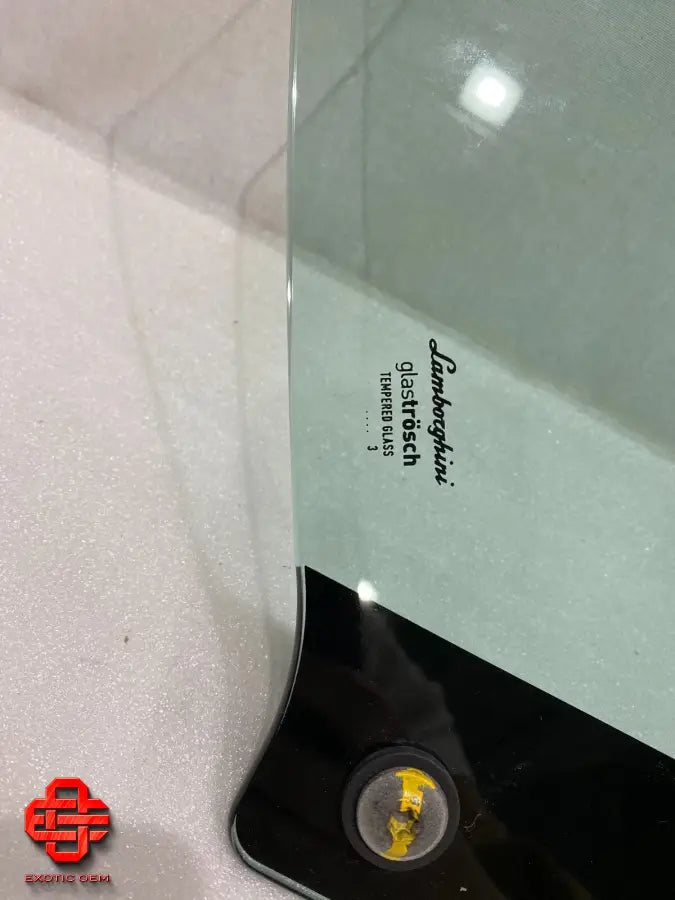 Lamborghini
glaströsch
TEMPERED GLASS
.... 3
EXOTIC OEM